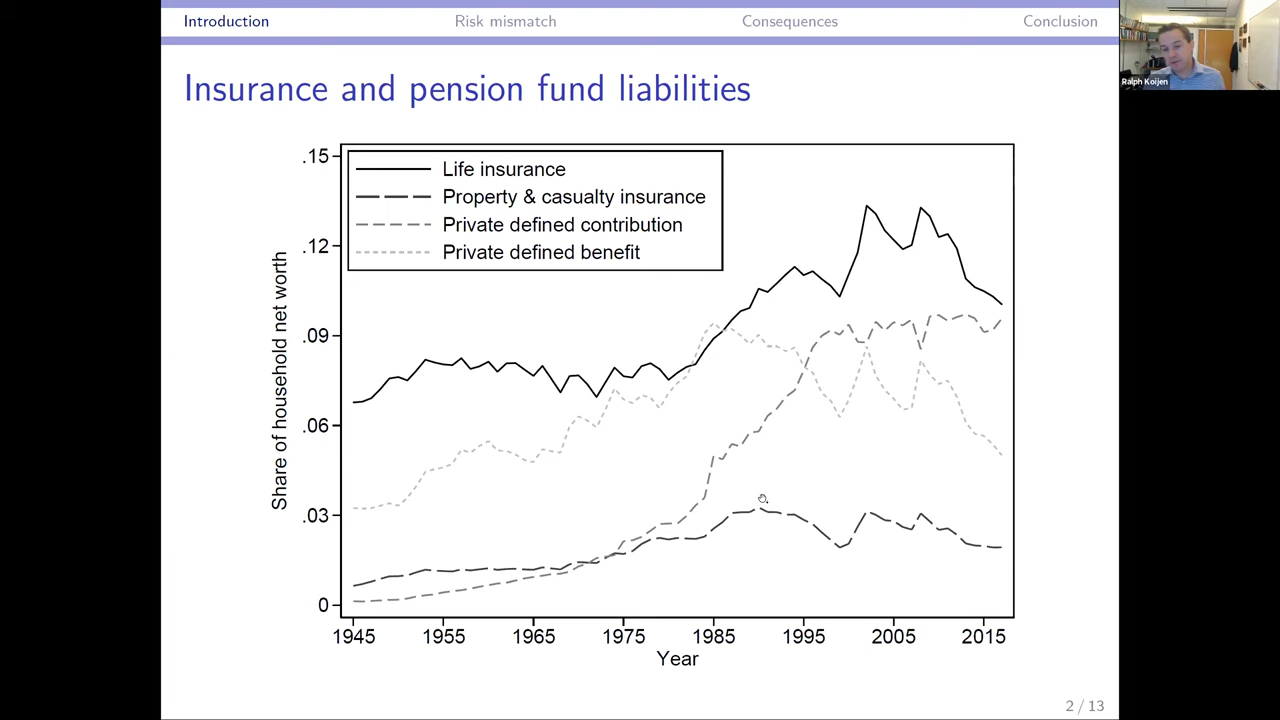 Introduction
Risk mismatch
Consequences
Conclusion
Ralph Koijen
Insurance and pension fund liabilities
Life insurance
Property & casualty insurance
Private defined contribution
Private defined benefit
Share of household net worth
.15
.12
.09
.06
.03
0
1945 1955 1965 1975 1985 1995 2005 2015
Year
2 / 13